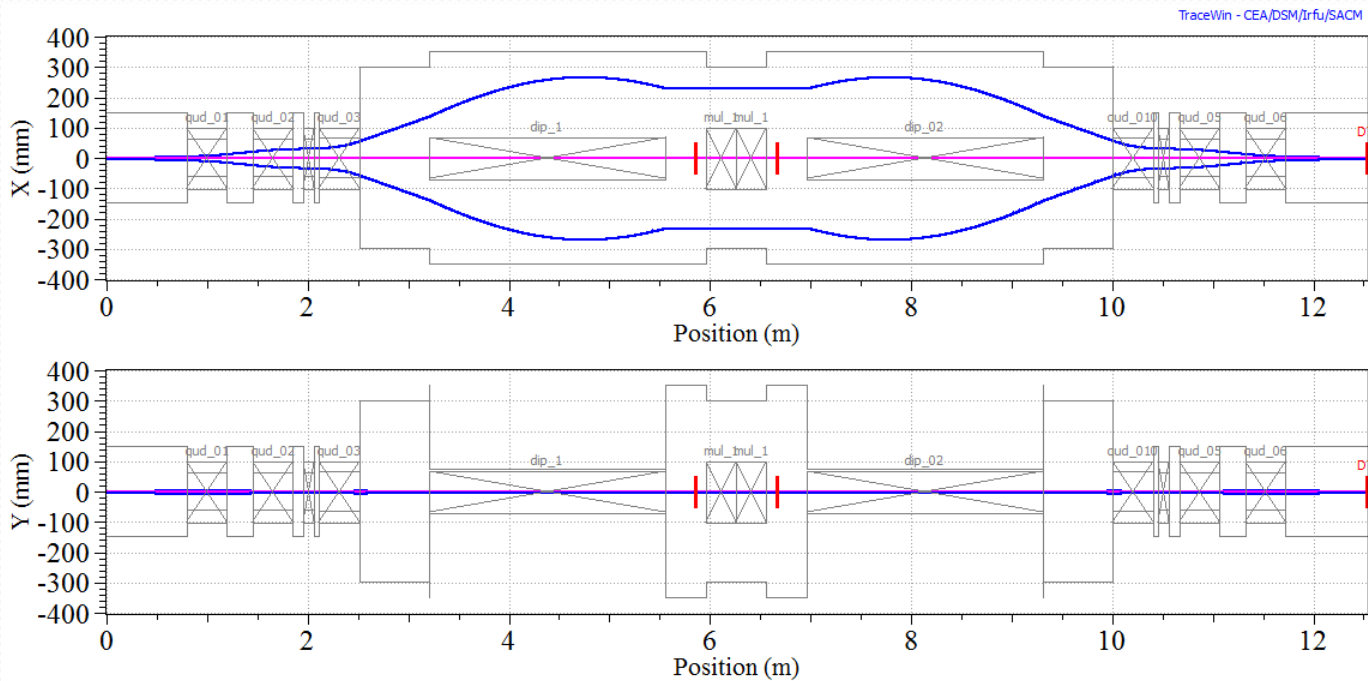 TraceWin - CEA/DSM/Irfu/SACM
400
300
200
100
0
-100
-200
-300
-400
X (mm)
qud_01 qud_02 qud_03 dip_1 mul_1 mul_1 dip_02 qud_010 qud_05 qud_06 D
0 2 4 6 8 10 12
Position (m)
400
300
200
100
0
-100
-200
-300
-400
Y (mm)
qud_01 qud_02 qud_03 dip_1 mul_1 mul_1 dip_02 qud_010 qud_05 qud_06 D
0 2 4 6 8 10 12
Position (m)